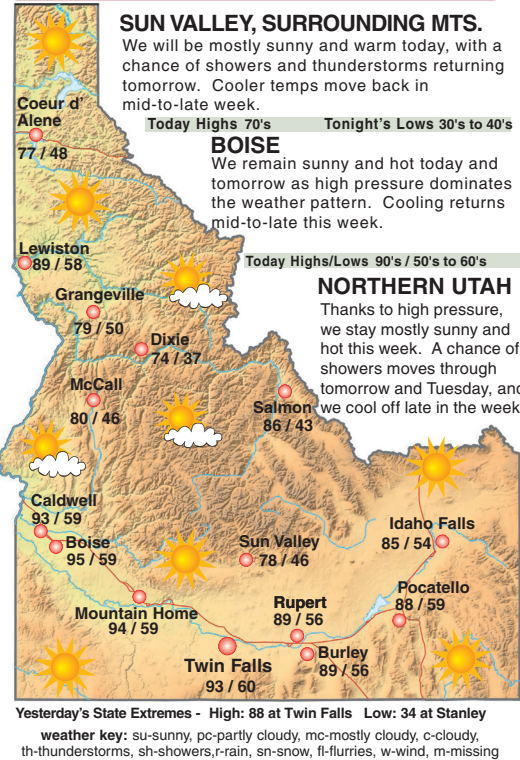 SUN VALLEY, SURROUNDING MTS.
We will be mostly sunny and warm today, with a
chance of showers and thunderstorms returning
tomorrow. Cooler temps move back in
mid-to-late week.
Today Highs 70's Tonight's Lows 30's to 40's
BOISE
We remain sunny and hot today and
tomorrow as high pressure dominates
the weather pattern. Cooling returns
mid-to-late this week.
Today Highs/Lows 90's / 50's to 60's
NORTHERN UTAH
Thanks to high pressure,
we stay mostly sunny and
hot this week. A chance of
showers moves through
tomorrow and Tuesday, and
we cool off late in the week
Coeur d'
Alene
77 / 48
Lewiston
89 / 58
Grangeville
79 / 50
Dixie
74 / 37
McCall
80 / 46
Salmon
86 / 43
Caldwell
93 / 59
Boise
95 / 59
Sun Valley
78 / 46
Idaho Falls
85 / 54
Mountain Home
94 / 59
Rupert
89 / 56
Pocatello
88 / 59
Burley
89 / 56
Twin Falls
93 / 60
Yesterday's State Extremes - High: 88 at Twin Falls Low: 34 at Stanley
weather key: su-sunny, pc-partly cloudy, mc-mostly cloudy, c-cloudy,
th-thunderstorms, sh-showers,r-rain, sn-snow, fl-flurries, w-wind, m-missing